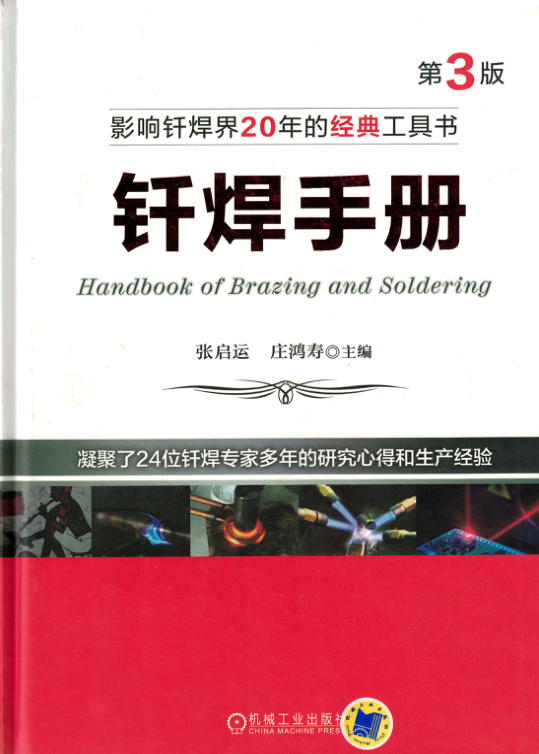 第3版
影响钎焊界20年的经典工具书
钎焊手册
Handbook of Brazing and Soldering
张启运 庄鸿寿◎主编
凝聚了24位钎焊专家多年的研究心得和生产经验
机械工业出版社
CHINA MACHINE PRESS